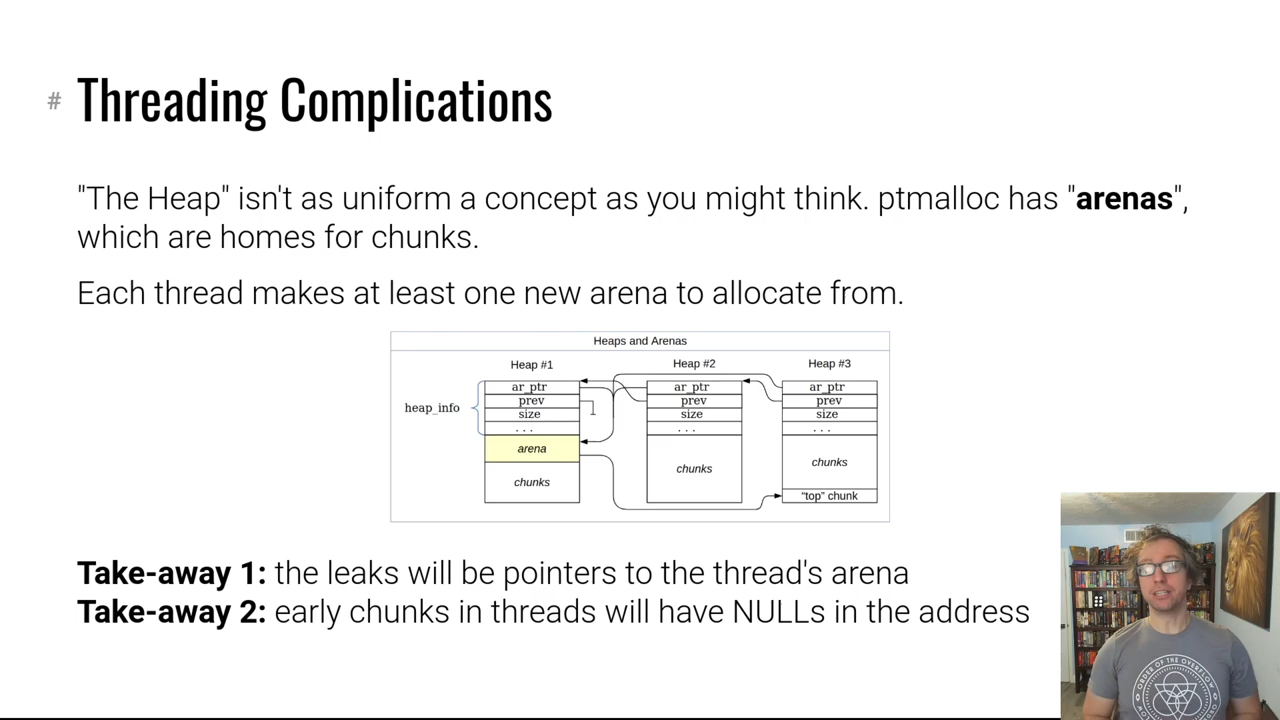 # Threading Complications
"The Heap" isn't as uniform a concept as you might think. ptmalloc has "arenas",
which are homes for chunks.
Each thread makes at least one new arena to allocate from.
Heaps and Arenas
Heap #1 Heap #2 Heap #3
heap_info
ar_ptr ar_ptr ar_ptr
prev prev prev
size size size
. . . . . . . . .
arena
chunks chunks chunks
"top" chunk
Take-away 1: the leaks will be pointers to the thread's arena
Take-away 2: early chunks in threads will have NULLs in the address
ORDER OF THE OVERFLOW